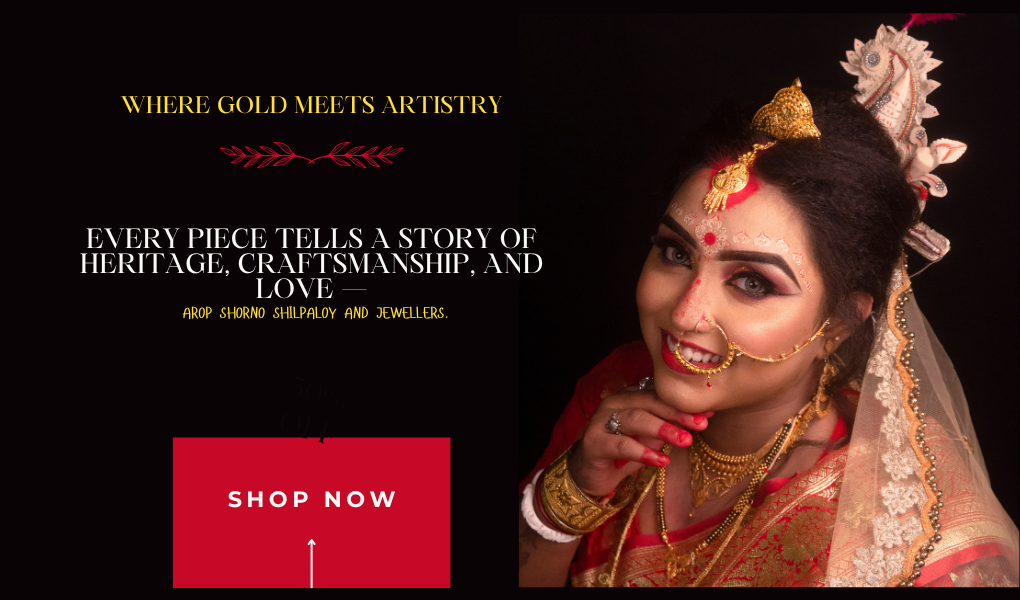 WHERE GOLD MEETS ARTISTRY
EVERY PIECE TELLS A STORY OF
HERITAGE, CRAFTSMANSHIP, AND
LOVE —
AROP SHORNO SHILPALOY AND JEWELLERS.
SHOP NOW